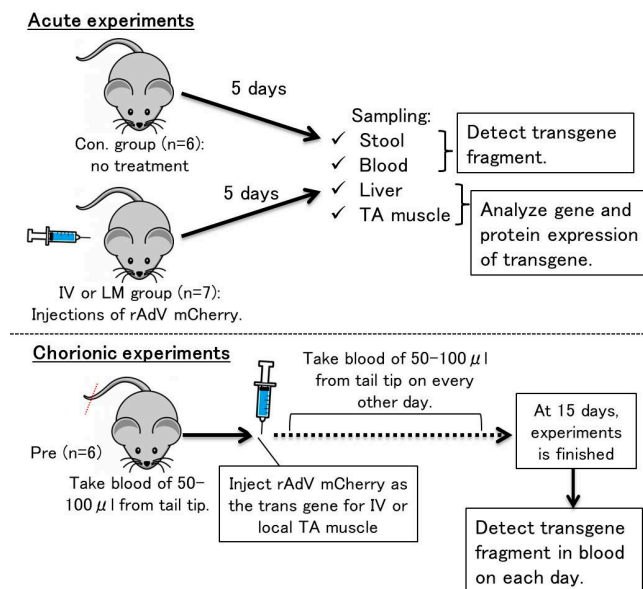 Acute experiments
5 days
Con. group (n=6):
no treatment
5 days
IV or LM group (n=7):
Injections of rAdV mCherry.
Sampling:
✓ Stool
✓ Blood
✓ Liver
✓ TA muscle
Detect transgene
fragment.
Analyze gene and
protein expression
of transgene.
Chorionic experiments
Pre (n=6)
Take blood of 50-
100 μl from tail tip.
Take blood of 50-100 μl
from tail tip on every
other day.
Inject rAdV mCherry as
the trans gene for IV or
local TA muscle
At 15 days,
experiments
is finished
Detect transgene
fragment in blood
on each day.